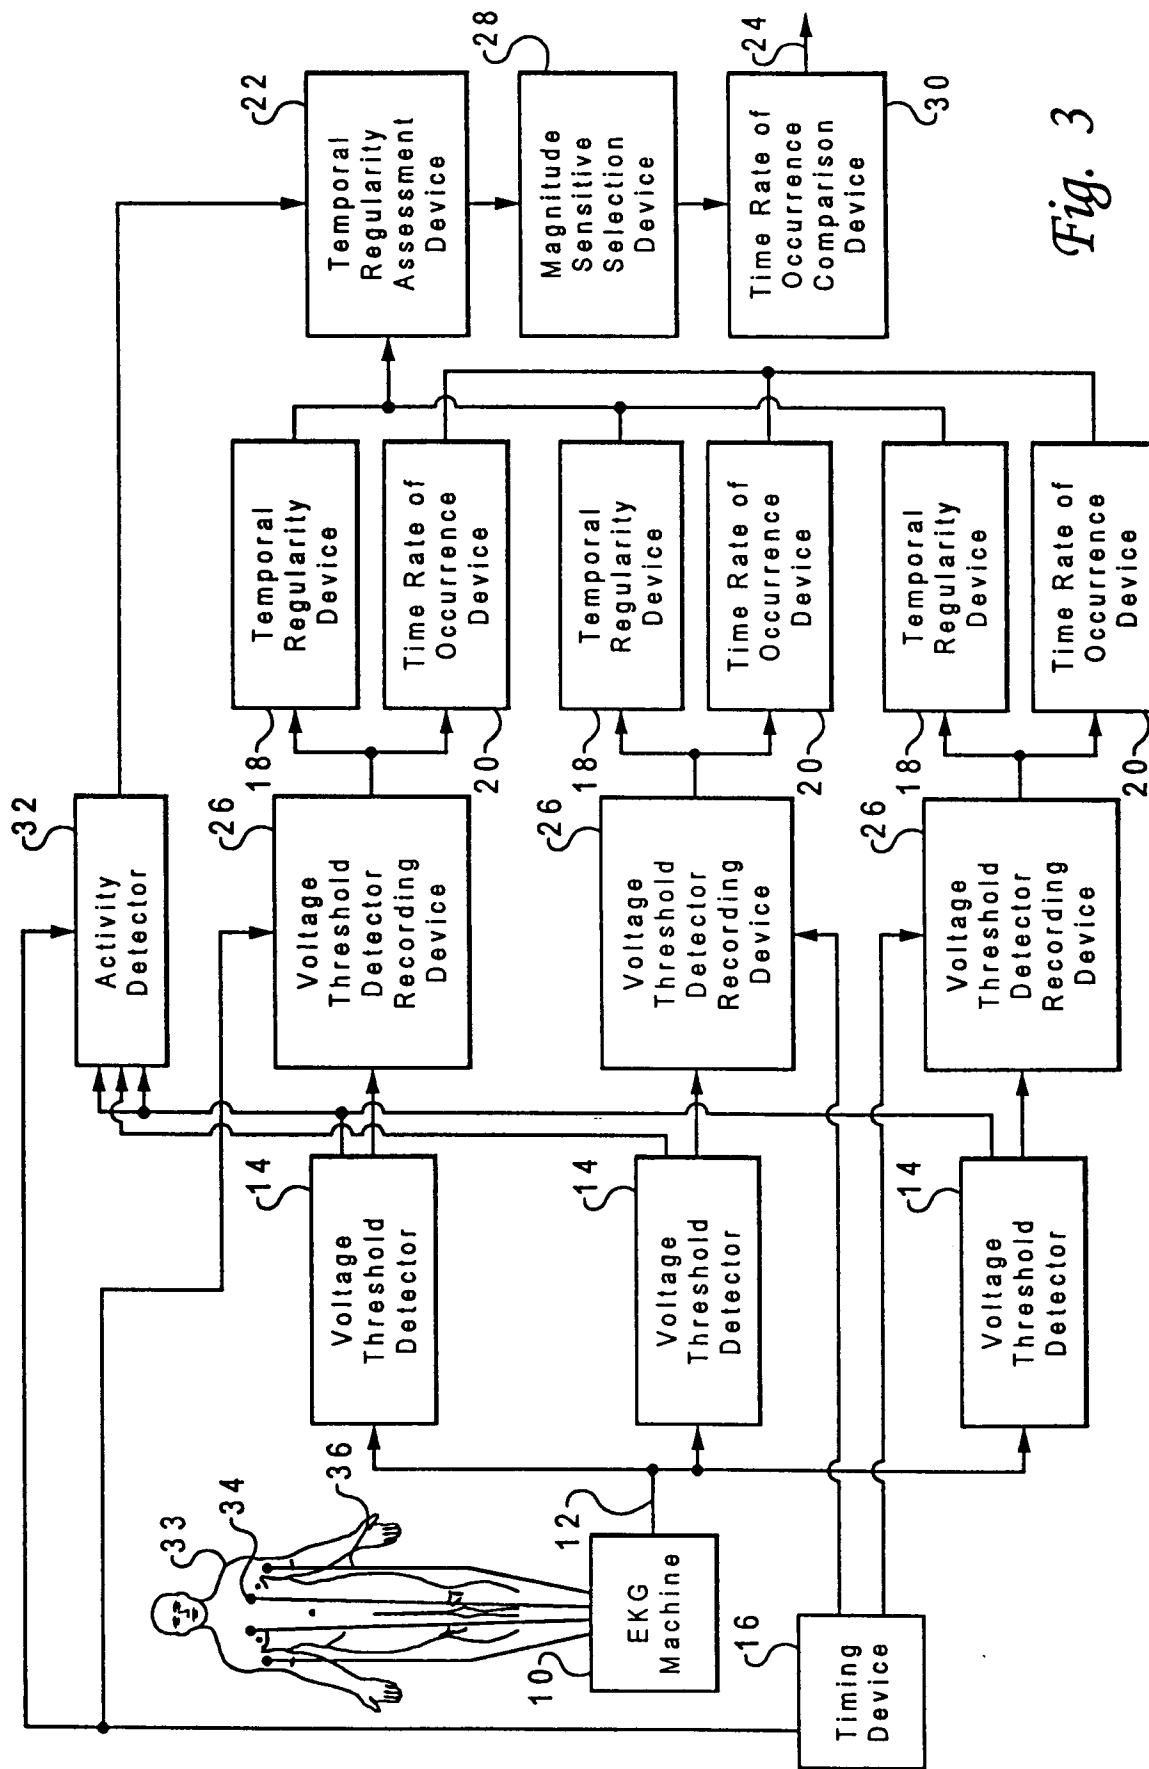 33
34
36
EKG
Machine
10
12
Timing
Device
16
Voltage
Threshold
Detector
14
Voltage
Threshold
Detector
14
Voltage
Threshold
Detector
14
Activity
Detector
32
Voltage
Threshold
Detector
Recording
Device
26
Voltage
Threshold
Detector
Recording
Device
26
Voltage
Threshold
Detector
Recording
Device
26
Temporal
Regularity
Device
18
Time Rate of
Occurrence
Device
20
Temporal
Regularity
Device
18
Time Rate of
Occurrence
Device
20
Temporal
Regularity
Device
18
Time Rate of
Occurrence
Device
20
Temporal
Regularity
Assessment
Device
22
Magnitude
Sensitive
Selection
Device
28
Time Rate of
Occurrence
Comparison
Device
24
30
Fig. 3